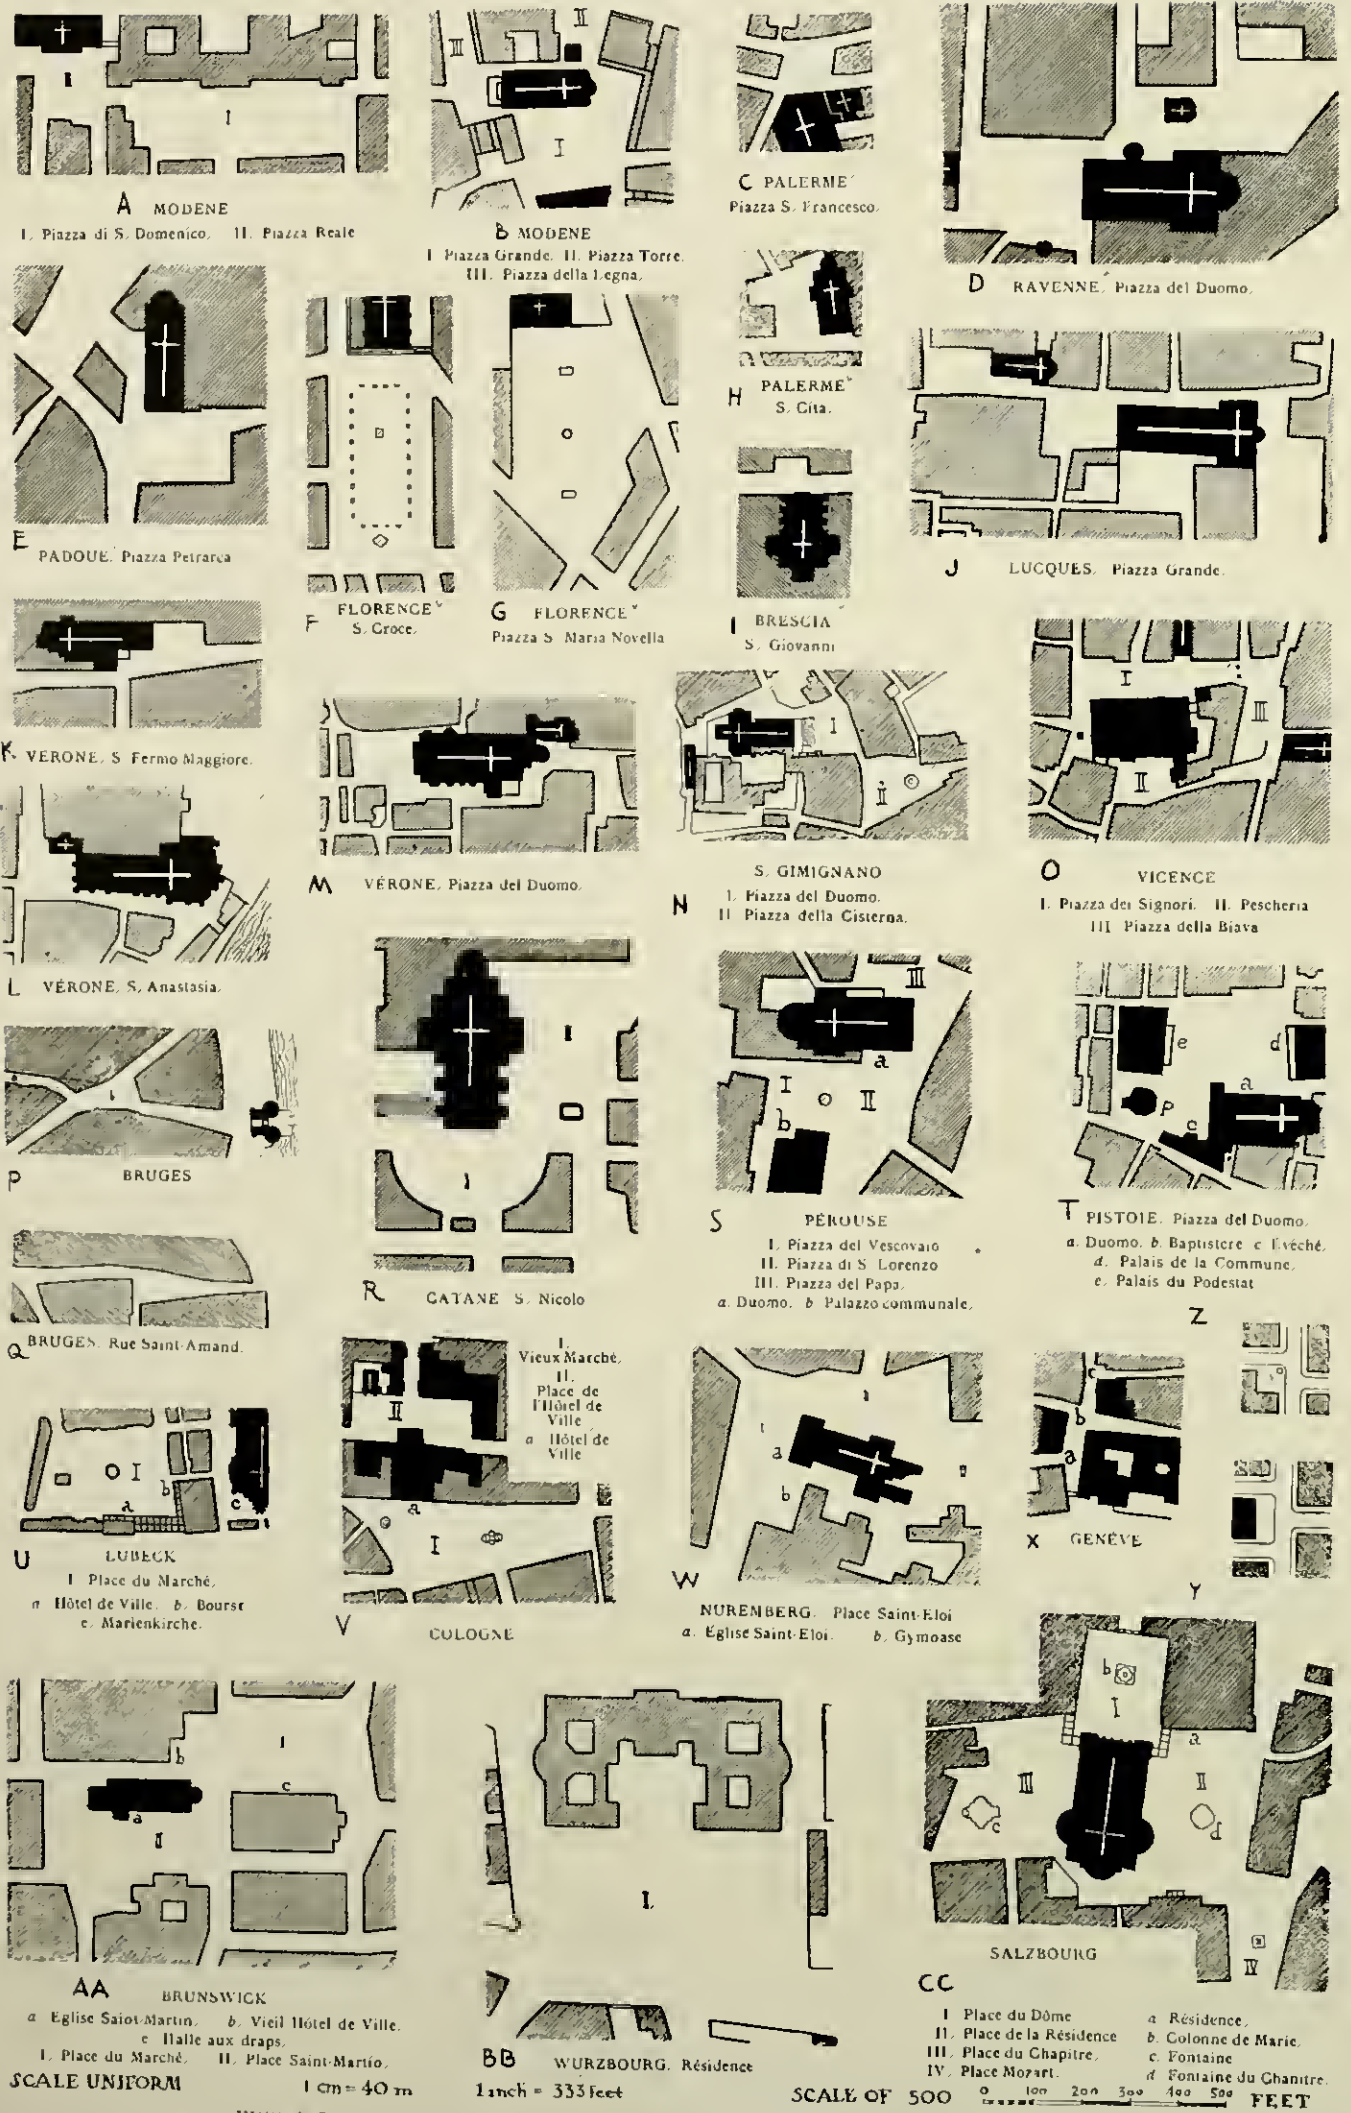 A MODENE
I. Piazza di S. Domenico. II. Piazza Reale
B MODENE
I Piazza Grande. II. Piazza Torre.
III. Piazza della Legna.
C PALERME
Piazza S. Francesco.
D RAVENNE. Piazza del Duomo.
E PADOUE. Piazza Petrarca
F FLORENCE
S. Croce.
G FLORENCE
Piazza S. Maria Novella
H PALERME
S. Cita.
I BRESCIA
S. Giovanni
J LUCQUES. Piazza Grande.
K. VÉRONE. S Fermo Maggiore.
L VÉRONE. S. Anastasia.
M VÉRONE. Piazza del Duomo.
N S. GIMIGNANO
I. Piazza del Duomo.
II Piazza della Cisterna.
O VICENCE
I. Piazza dei Signori. II. Pescheria
III Piazza della Biava
P BRUGES
Q BRUGES. Rue Saint-Amand.
R CATANE S. Nicolo
S PÉROUSE
I. Piazza del Vescovato
II. Piazza di S Lorenzo
III. Piazza del Papa.
a. Duomo. b Palazzo communale.
T PISTOIE. Piazza del Duomo.
a. Duomo. b. Baptistere c Evêché.
d. Palais de la Commune.
e. Palais du Podestat
U LUBECK
I Place du Marché.
a Hôtel de Ville. b. Bourse
c. Marienkirche.
I.
Vieux Marché.
II.
Place de
l'Hôtel de
Ville
a Hôtel de
Ville
V COLOGNE
W
NUREMBERG. Place Saint-Eloi
a. Église Saint-Eloi. b. Gymnase
X GENÈVE
Y
Z
AA BRUNSWICK
a Eglise Saint-Martin. b. Vieil Hôtel de Ville.
c Halle aux draps.
I. Place du Marché. II. Place Saint-Martin.
BB WURZBOURG. Résidence
SALZBOURG
CC
I Place du Dôme a Résidence.
II. Place de la Résidence b. Colonne de Marie.
III. Place du Chapitre. c. Fontaine
IV. Place Mozart. d Fontaine du Chapitre.
SCALE UNIFORM 1 cm = 40 m 1 inch = 333 feet SCALE OF 500 0 100 200 300 400 500 FEET